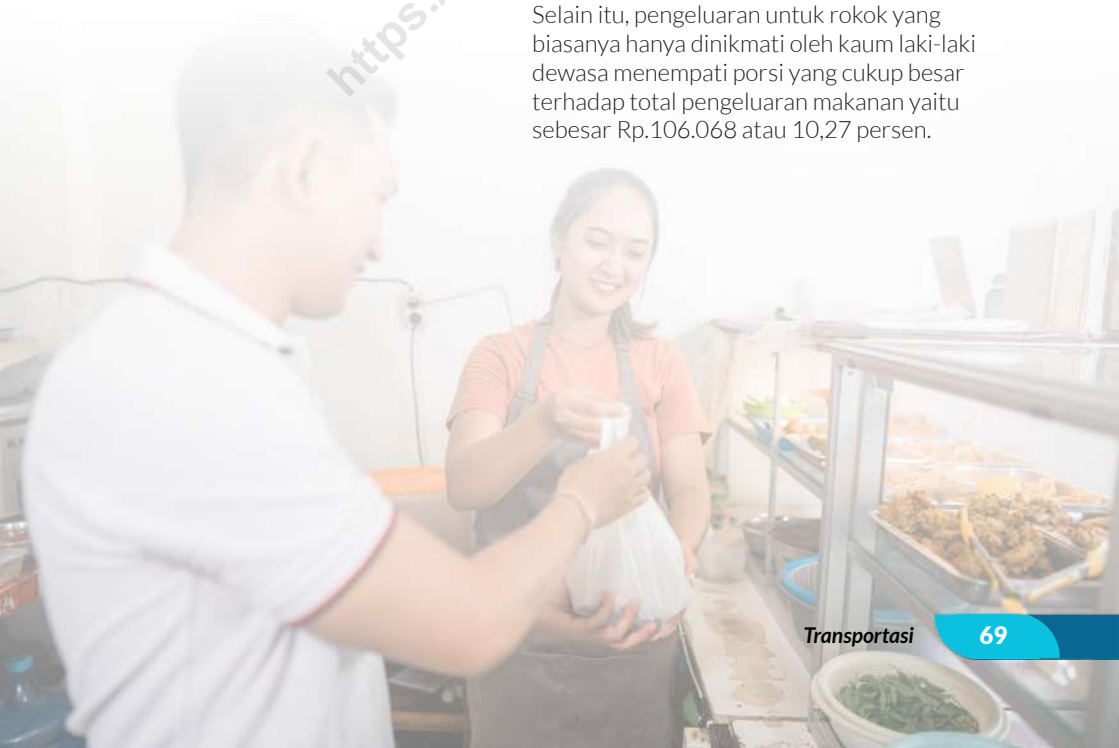 https.
Selain itu, pengeluaran untuk rokok yang
biasanya hanya dinikmati oleh kaum laki-laki
dewasa menempati porsi yang cukup besar
terhadap total pengeluaran makanan yaitu
sebesar Rp.106.068 atau 10,27 persen.
Transportasi 69